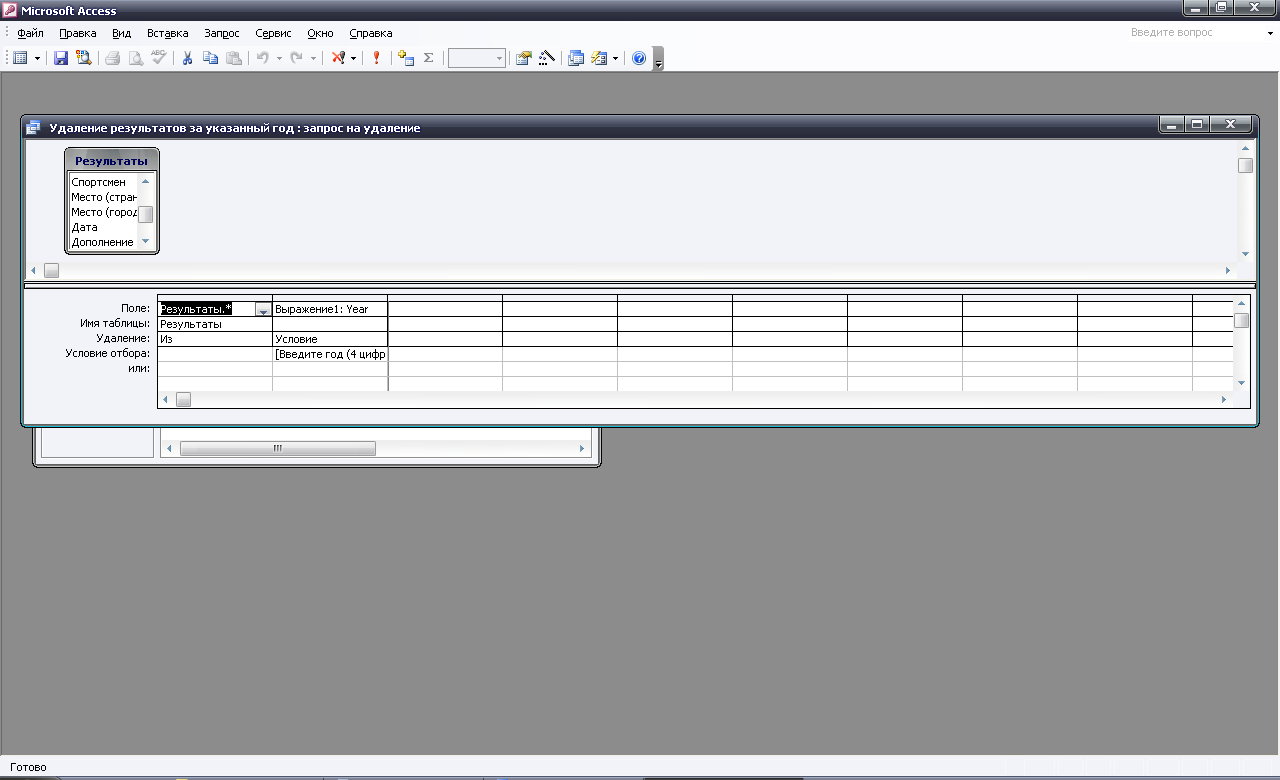 Microsoft Access
Файл Правка Вид Вставка Запрос Сервис Окно Справка Введите вопрос
Удаление результатов за указанный год : запрос на удаление
Результаты
Спортсмен
Место (стран
Место (город
Дата
Дополнение
Поле: Результаты.* Выражение1: Year
Имя таблицы: Результаты
Удаление: Из Условие
Условие отбора: [Введите год (4 цифр
или:
Готово